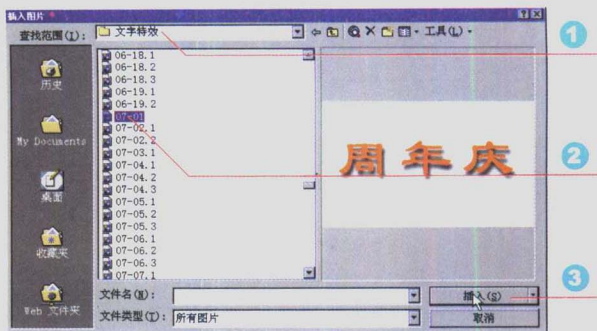 插入图片
查找范围(I):
文字特效
工具(L)
1
历史
My Documents
桌面
收藏夹
Web 文件夹
06-18.1
06-18.2
06-18.3
06-19.1
06-19.2
07-01
07-02.1
07-02.2
07-03.1
07-04.1
07-04.2
07-04.3
07-05.1
07-05.2
07-05.3
07-06.1
07-06.2
07-06.3
07-07.1
周年庆
2
3
文件名(N):
插入(S)
文件类型(T):
所有图片
取消